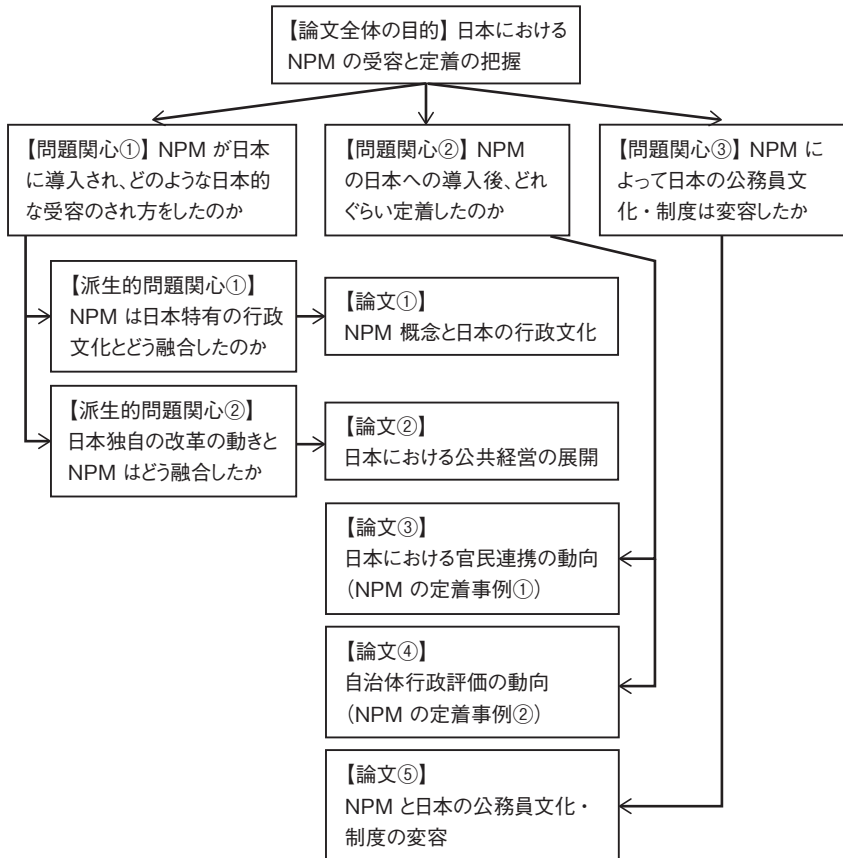 【論文全体の目的】日本における
NPM の受容と定着の把握
【問題関心①】NPM が日本
に導入され、どのような日本的
な受容のされ方をしたのか
【問題関心②】NPM
の日本への導入後、どれ
ぐらい定着したのか
【問題関心③】NPM に
よって日本の公務員文
化・制度は変容したか
【派生的問題関心①】
NPM は日本特有の行政
文化とどう融合したのか
【論文①】
NPM 概念と日本の行政文化
【派生的問題関心②】
日本独自の改革の動きと
NPM はどう融合したか
【論文②】
日本における公共経営の展開
【論文③】
日本における官民連携の動向
（NPM の定着事例①）
【論文④】
自治体行政評価の動向
（NPM の定着事例②）
【論文⑤】
NPM と日本の公務員文化・
制度の変容